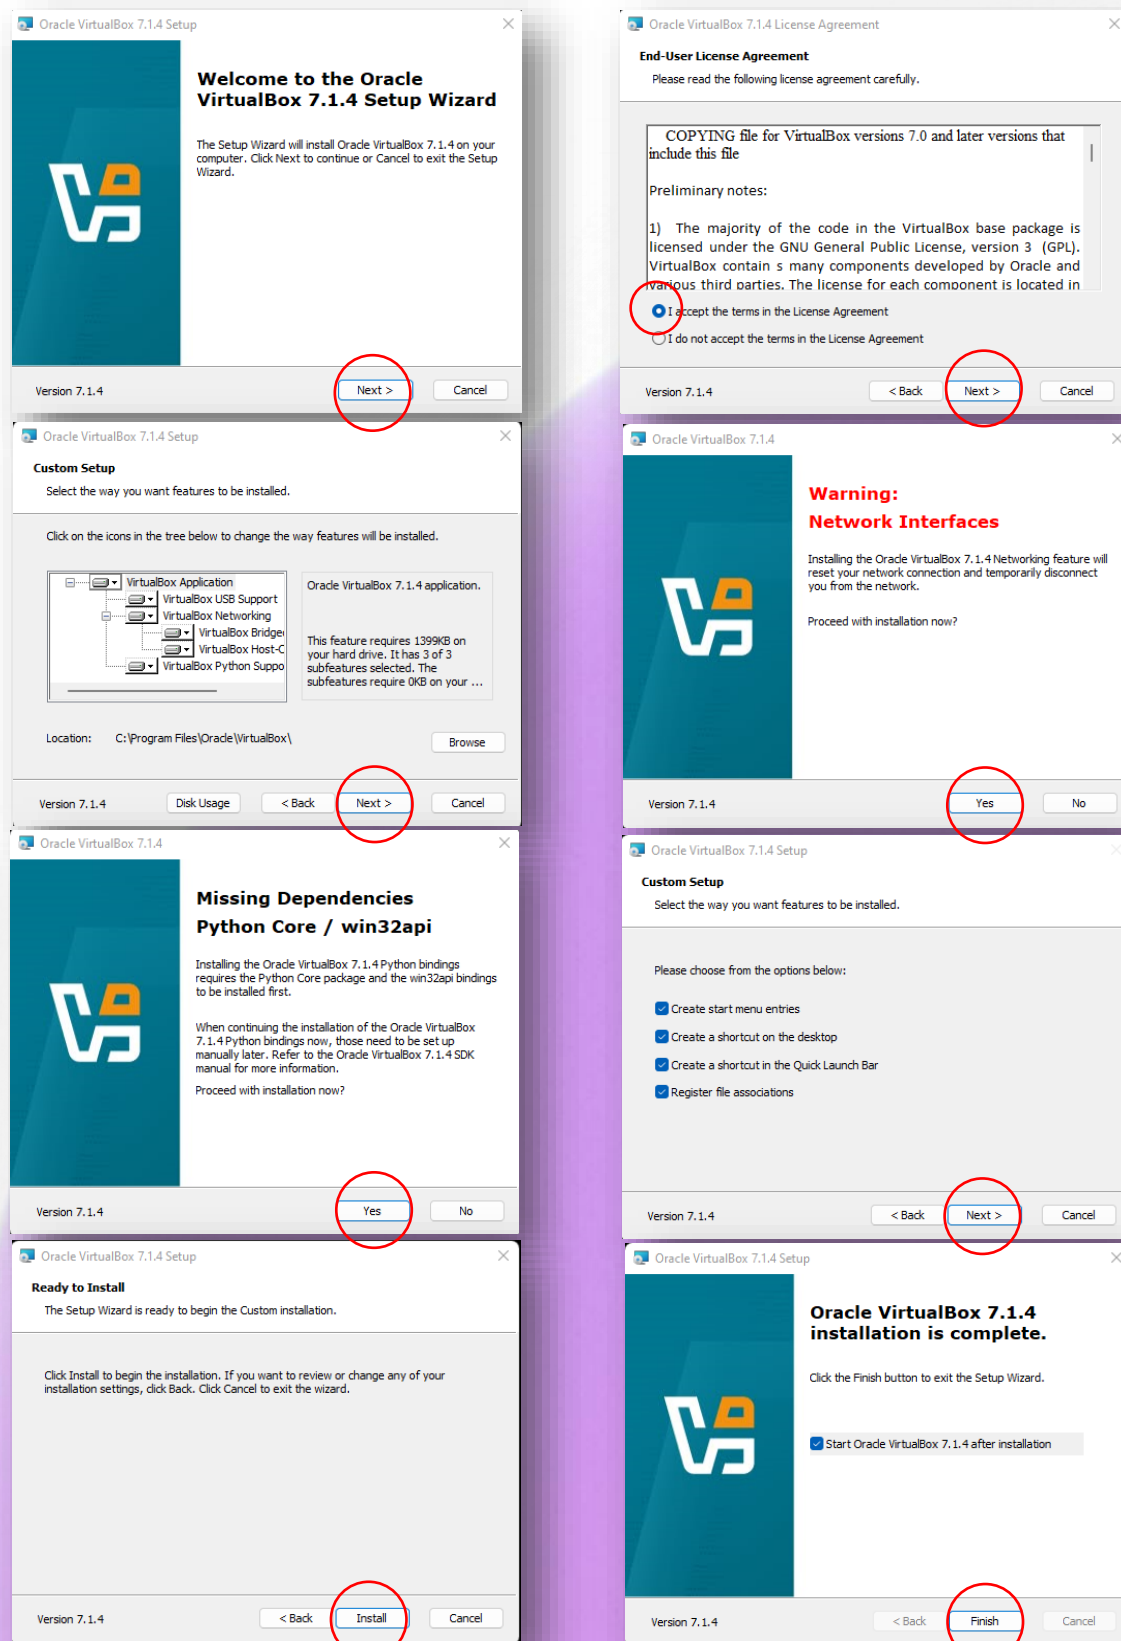 Oracle VirtualBox 7.1.4 Setup
Welcome to the Oracle
VirtualBox 7.1.4 Setup Wizard
The Setup Wizard will install Oracle VirtualBox 7.1.4 on your
computer. Click Next to continue or Cancel to exit the Setup
Wizard.
Version 7.1.4
Next >
Cancel
Oracle VirtualBox 7.1.4 License Agreement
End-User License Agreement
Please read the following license agreement carefully.
COPYING file for VirtualBox versions 7.0 and later versions that
include this file
Preliminary notes:
1) The majority of the code in the VirtualBox base package is
licensed under the GNU General Public License, version 3 (GPL).
VirtualBox contain s many components developed by Oracle and
various third parties. The license for each component is located in
I accept the terms in the License Agreement
I do not accept the terms in the License Agreement
Version 7.1.4
< Back
Next >
Cancel
Oracle VirtualBox 7.1.4 Setup
Custom Setup
Select the way you want features to be installed.
Click on the icons in the tree below to change the way features will be installed.
VirtualBox Application
VirtualBox USB Support
VirtualBox Networking
VirtualBox Bridge
VirtualBox Host-C
VirtualBox Python Suppo
Oracle VirtualBox 7.1.4 application.
This feature requires 1399KB on
your hard drive. It has 3 of 3
subfeatures selected. The
subfeatures require 0KB on your ...
Location: C:\Program Files\Oracle\VirtualBox\
Browse
Version 7.1.4
Disk Usage
< Back
Next >
Cancel
Oracle VirtualBox 7.1.4
Warning:
Network Interfaces
Installing the Oracle VirtualBox 7.1.4 Networking feature will
reset your network connection and temporarily disconnect
you from the network.
Proceed with installation now?
Version 7.1.4
Yes
No
Oracle VirtualBox 7.1.4
Missing Dependencies
Python Core / win32api
Installing the Oracle VirtualBox 7.1.4 Python bindings
requires the Python Core package and the win32api bindings
to be installed first.
When continuing the installation of the Oracle VirtualBox
7.1.4 Python bindings now, those need to be set up
manually later. Refer to the Oracle VirtualBox 7.1.4 SDK
manual for more information.
Proceed with installation now?
Version 7.1.4
Yes
No
Oracle VirtualBox 7.1.4 Setup
Custom Setup
Select the way you want features to be installed.
Please choose from the options below:
Create start menu entries
Create a shortcut on the desktop
Create a shortcut in the Quick Launch Bar
Register file associations
Version 7.1.4
< Back
Next >
Cancel
Oracle VirtualBox 7.1.4 Setup
Ready to Install
The Setup Wizard is ready to begin the Custom installation.
Click Install to begin the installation. If you want to review or change any of your
installation settings, click Back. Click Cancel to exit the wizard.
Version 7.1.4
< Back
Install
Cancel
Oracle VirtualBox 7.1.4 Setup
Oracle VirtualBox 7.1.4
installation is complete.
Click the Finish button to exit the Setup Wizard.
Start Oracle VirtualBox 7.1.4 after installation
Version 7.1.4
< Back
Finish
Cancel